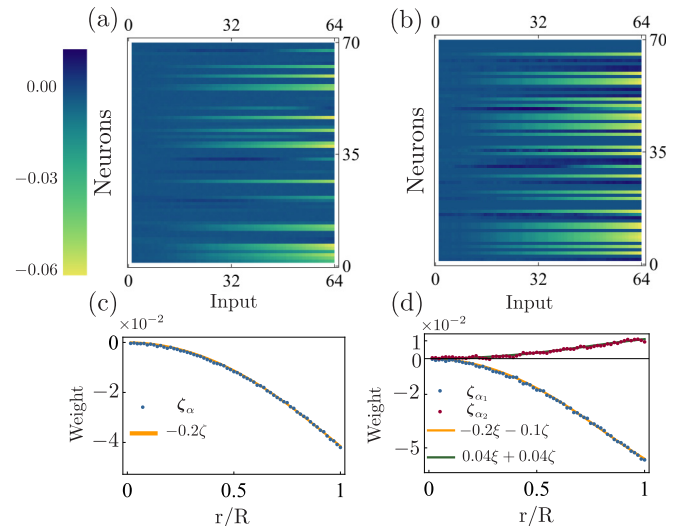 (a)
(b)
0 32 64
0 32 64
0.00
−0.03
−0.06
Neurons
70
35
0
Neurons
70
35
0
0 32 64
Input
0 32 64
Input
(c)
×10−2
0
−2
−4
Weight
ζα
−0.2ζ
0 0.5 1
r/R
(d)
×10−2
1
0
−2
−5
Weight
ζα1
ζα2
−0.2ξ − 0.1ζ
0.04ξ + 0.04ζ
0 0.5 1
r/R